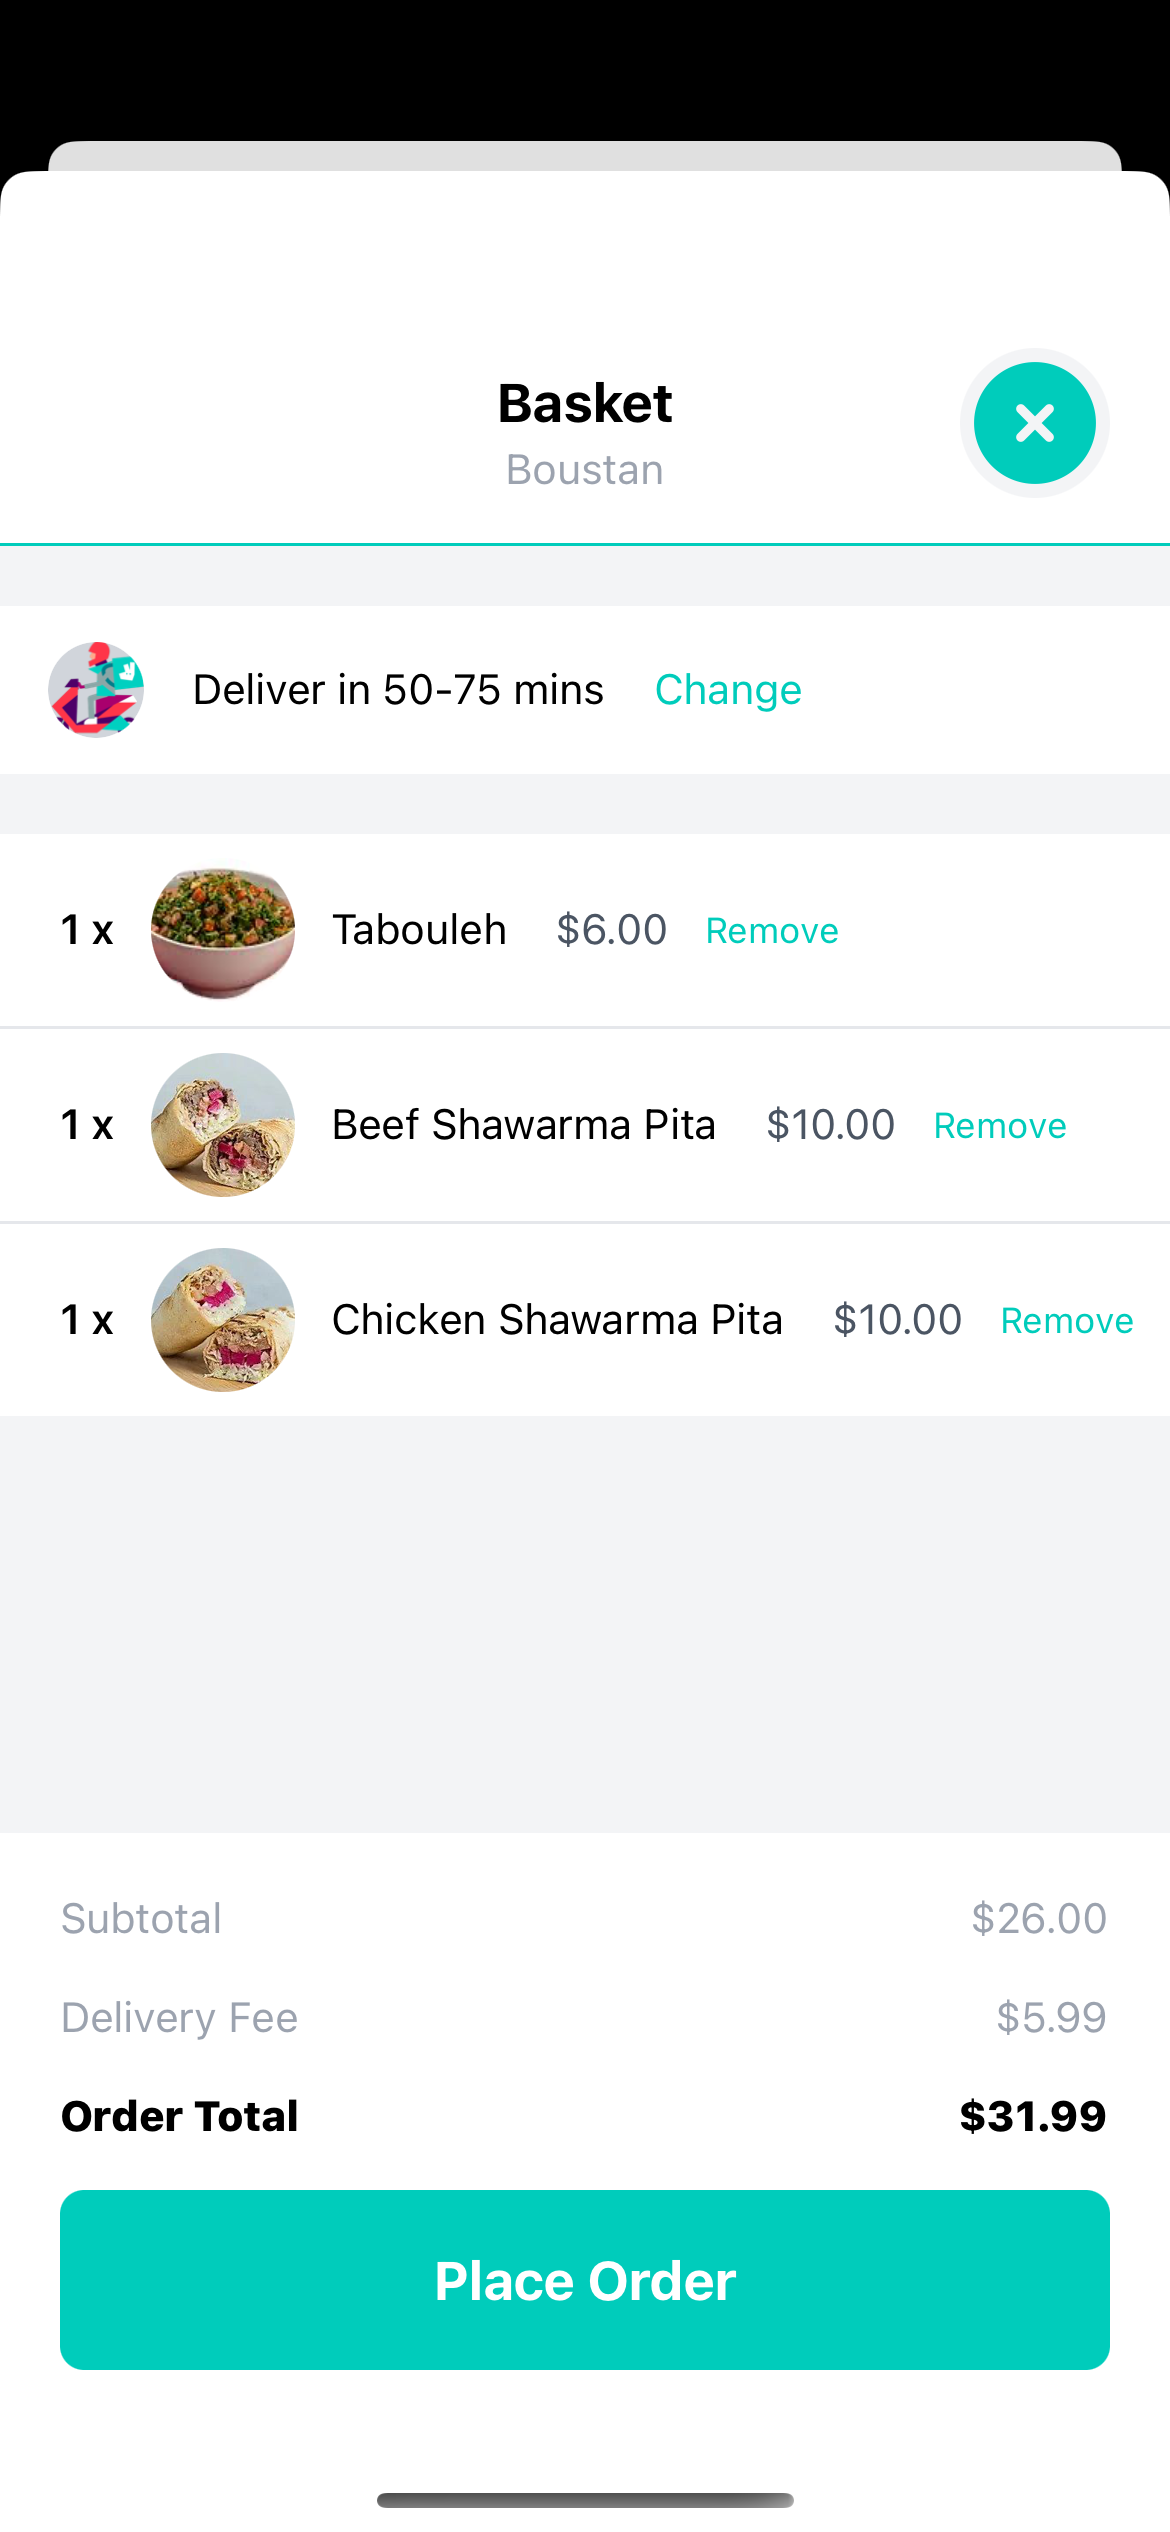 Basket
Boustan
Deliver in 50-75 mins Change
1 x Tabouleh $6.00 Remove
1 x Beef Shawarma Pita $10.00 Remove
1 x Chicken Shawarma Pita $10.00 Remove
Subtotal $26.00
Delivery Fee $5.99
Order Total $31.99
Place Order